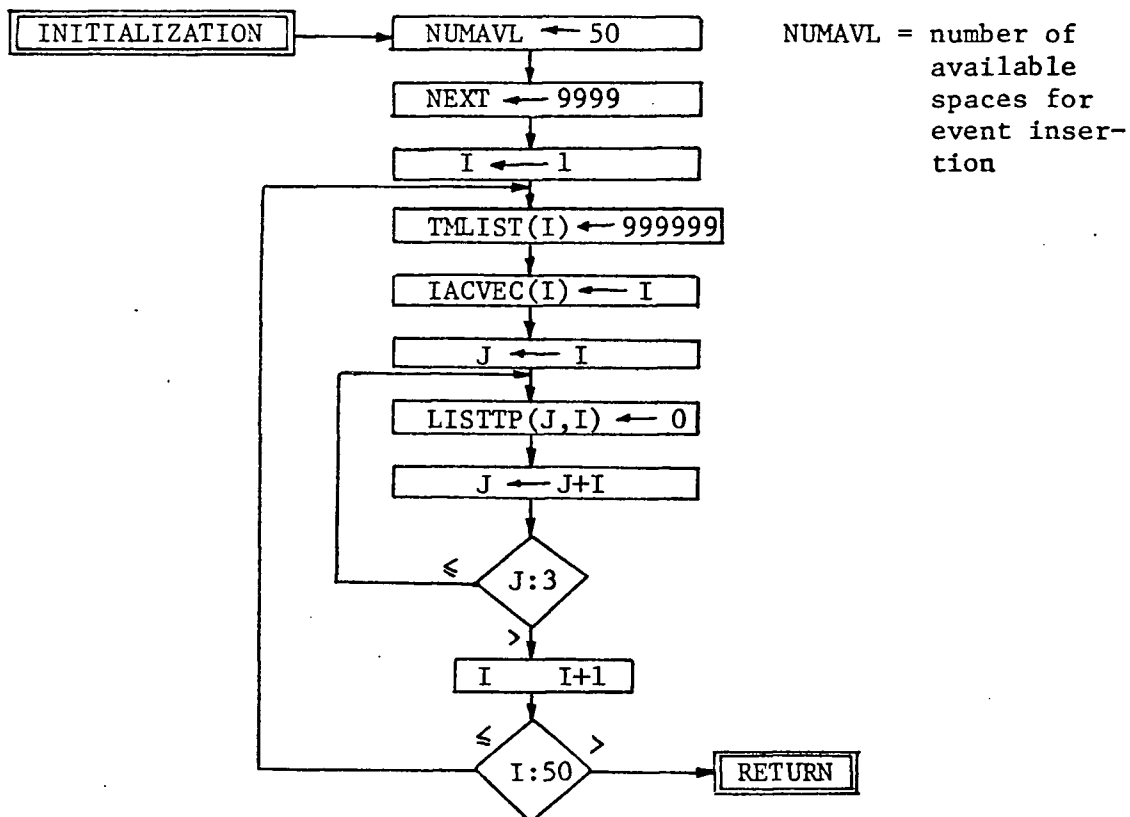 INITIALIZATION
NUMAVL ← 50
NUMAVL = number of
available
spaces for
event inser-
tion
NEXT ← 9999
I ← 1
TMLIST(I) ← 999999
IACVEC(I) ← I
J ← I
LISTTP(J,I) ← 0
J ← J+I
≤
J:3
>
I I+1
≤
I:50
>
RETURN